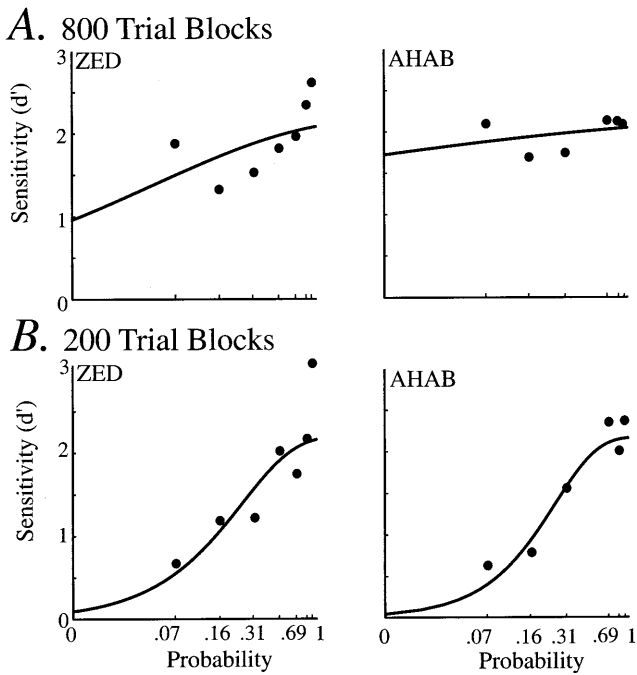 A. 800 Trial Blocks
ZED
AHAB
3
2
1
0
Sensitivity (d')
B. 200 Trial Blocks
ZED
AHAB
3
2
1
0
Sensitivity (d')
0 .07 .16 .31 .69 1
0 .07 .16 .31 .69 1
Probability
Probability